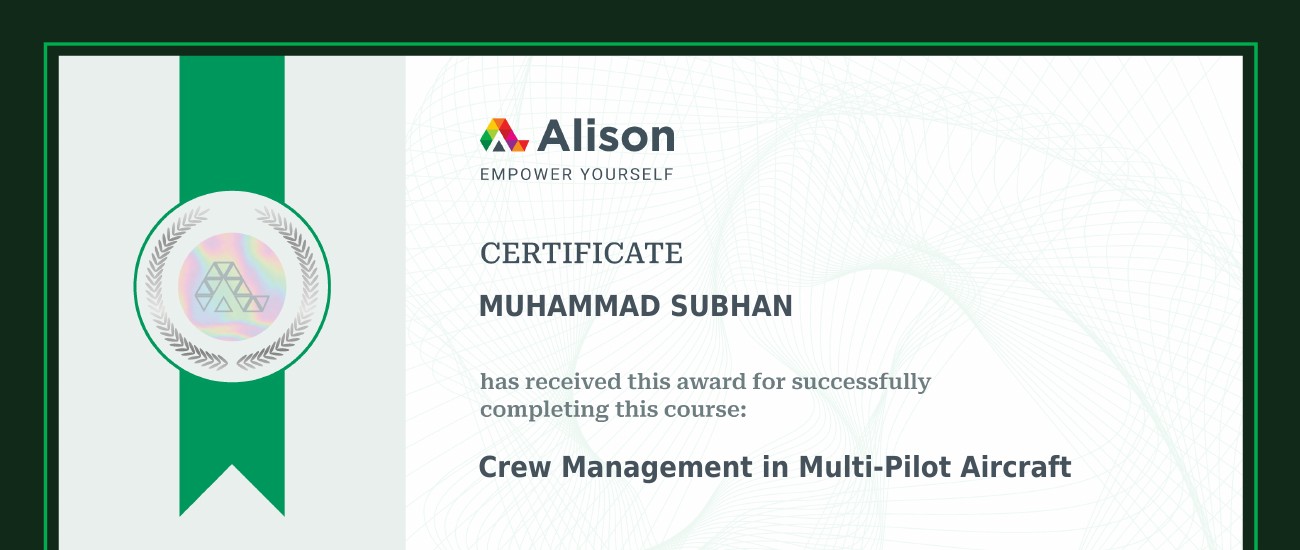 Alison
EMPOWER YOURSELF
CERTIFICATE
MUHAMMAD SUBHAN
has received this award for successfully
completing this course:
Crew Management in Multi-Pilot Aircraft